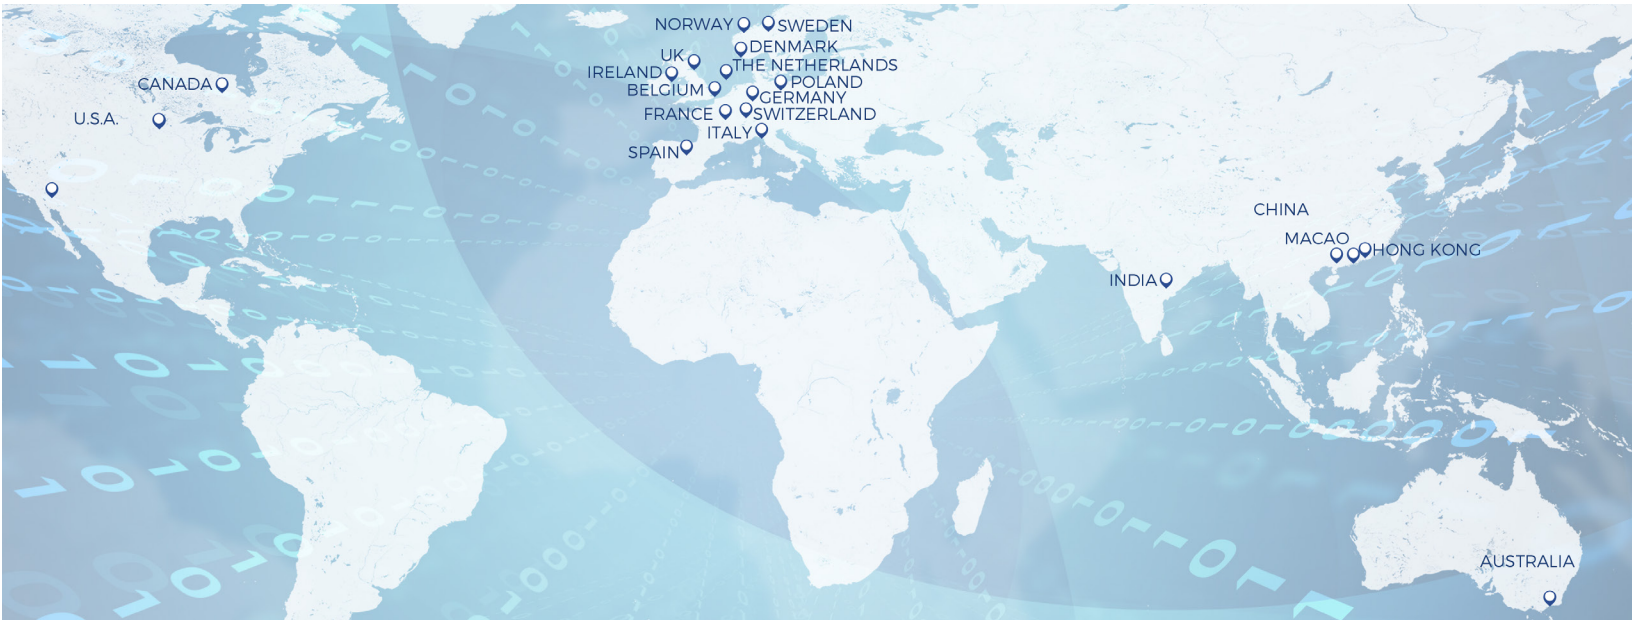 NORWAY
SWEDEN
DENMARK
UK
THE NETHERLANDS
IRELAND
POLAND
BELGIUM
GERMANY
CANADA
FRANCE
SWITZERLAND
U.S.A.
ITALY
SPAIN
CHINA
MACAO
HONG KONG
INDIA
AUSTRALIA